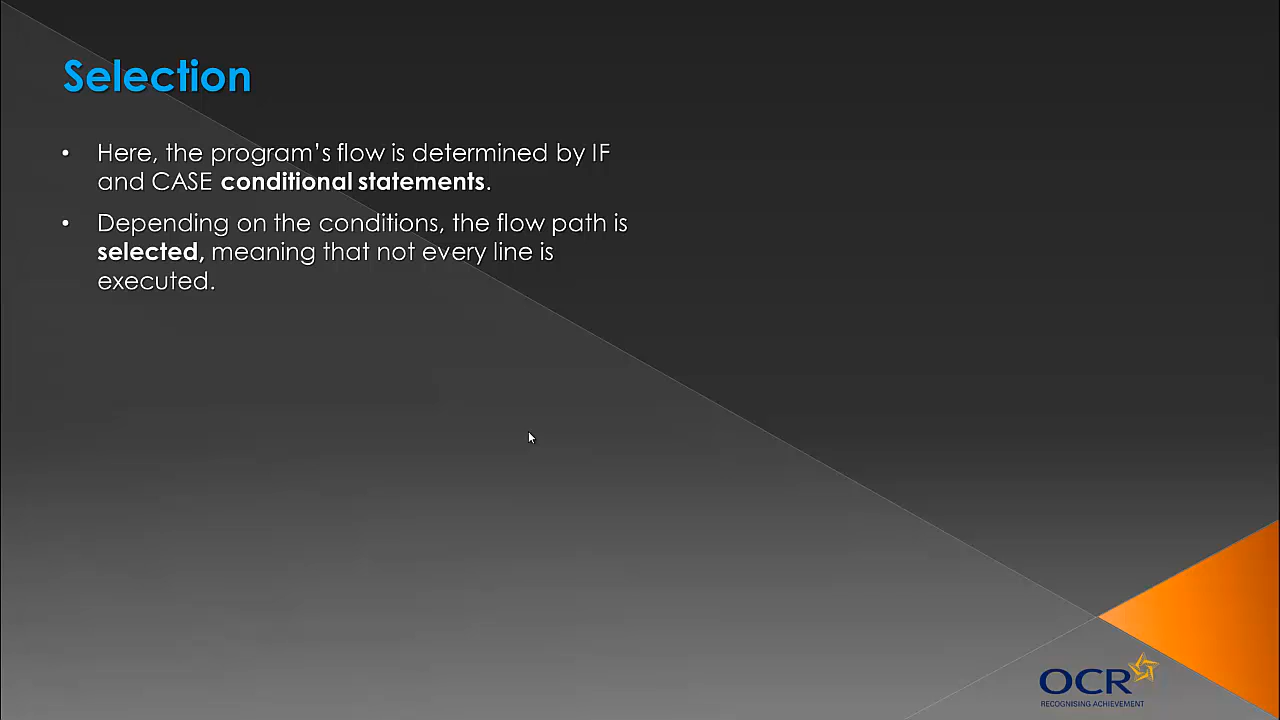 Selection
• Here, the program's flow is determined by IF
and CASE conditional statements.
• Depending on the conditions, the flow path is
selected, meaning that not every line is
executed.
OCR
RECOGNISING ACHIEVEMENT